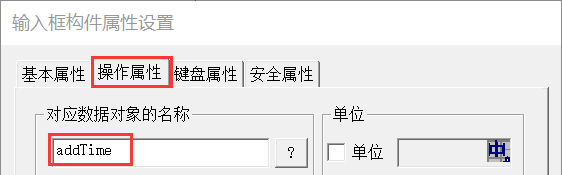 输入框构件属性设置
基本属性 操作属性 键盘属性 安全属性
对应数据对象的名称 单位
addTime ? 单位 中